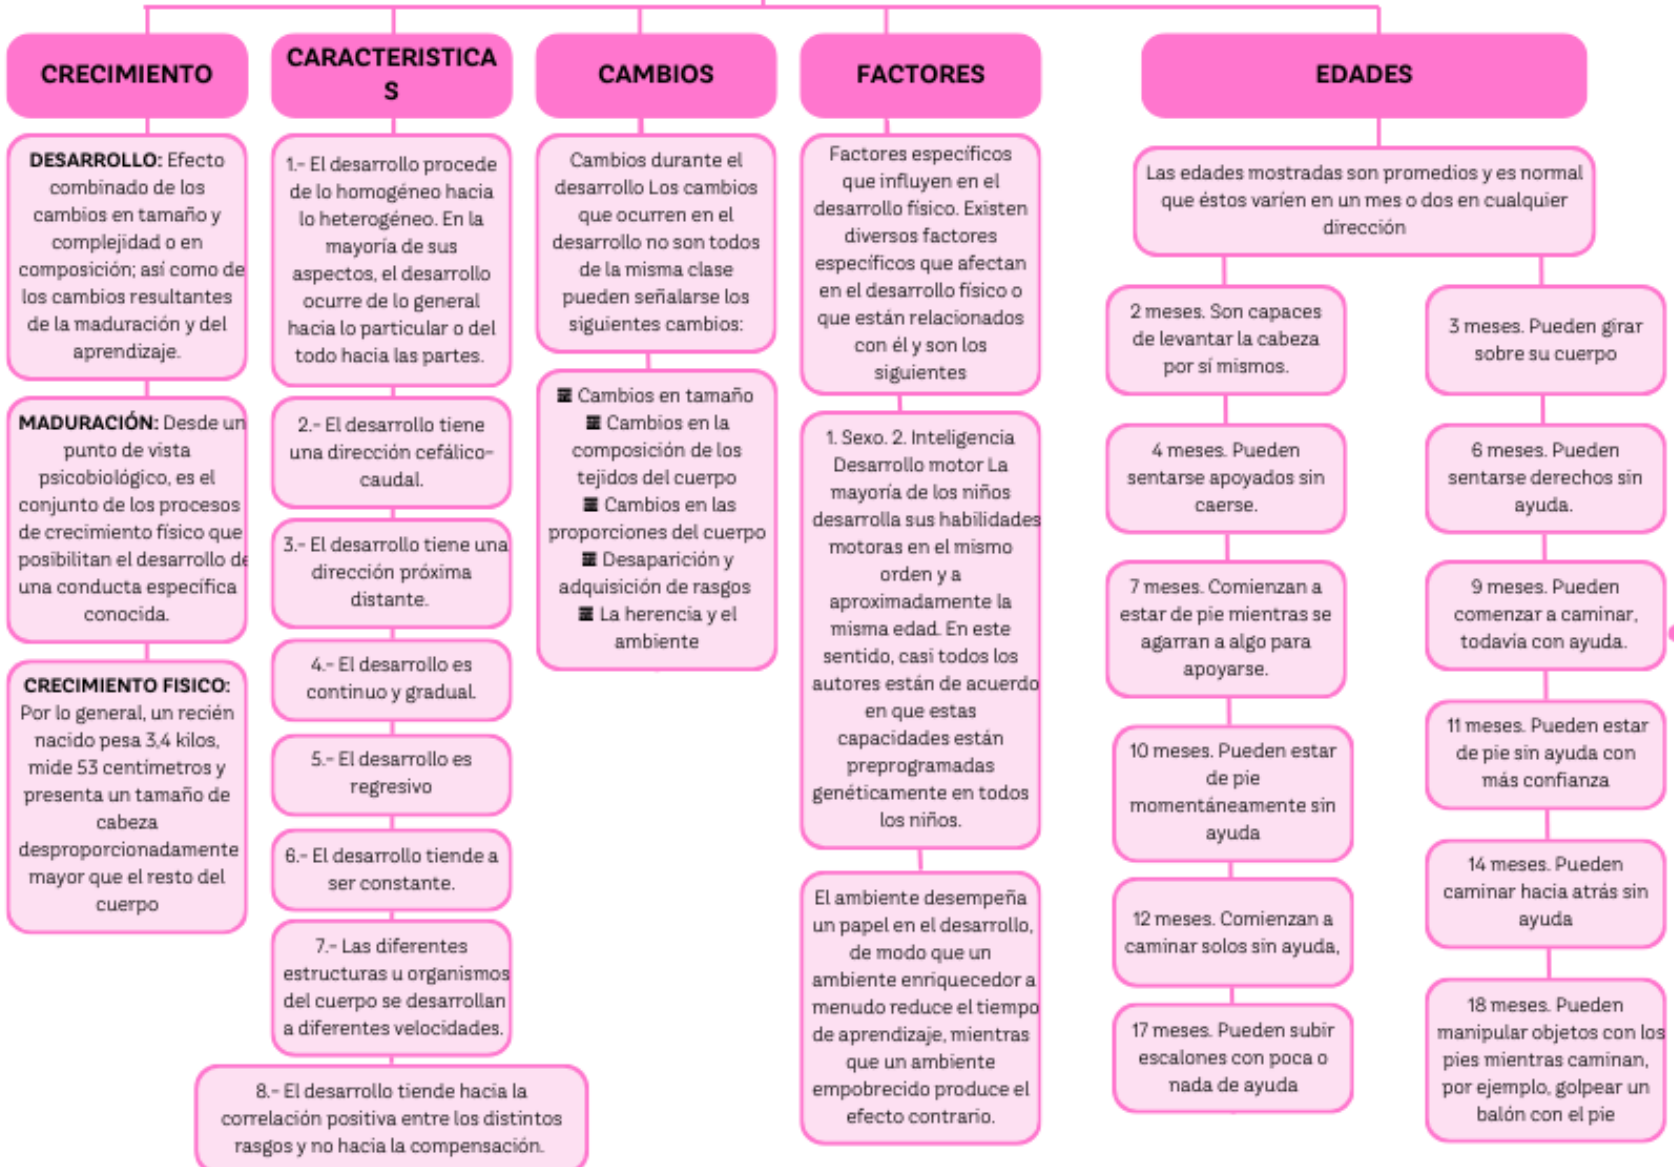 CRECIMIENTO
DESARROLLO: Efecto
combinado de los
cambios en tamaño y
complejidad o en
composición; así como de
los cambios resultantes
de la maduración y del
aprendizaje.
MADURACIÓN: Desde un
punto de vista
psicobiológico, es el
conjunto de los procesos
de crecimiento físico que
posibilitan el desarrollo de
una conducta específica
conocida.
CRECIMIENTO FISICO:
Por lo general, un recién
nacido pesa 3,4 kilos,
mide 53 centímetros y
presenta un tamaño de
cabeza
desproporcionadamente
mayor que el resto del
cuerpo
CARACTERISTICA
S
1.- El desarrollo procede
de lo homogéneo hacia
lo heterogéneo. En la
mayoría de sus
aspectos, el desarrollo
ocurre de lo general
hacia lo particular o del
todo hacia las partes.
2.- El desarrollo tiene
una dirección cefálico-
caudal.
3.- El desarrollo tiene una
dirección próxima
distante.
4.- El desarrollo es
continuo y gradual.
5.- El desarrollo es
regresivo
6.- El desarrollo tiende a
ser constante.
7.- Las diferentes
estructuras u organismos
del cuerpo se desarrollan
a diferentes velocidades.
8.- El desarrollo tiende hacia la
correlación positiva entre los distintos
rasgos y no hacia la compensación.
CAMBIOS
Cambios durante el
desarrollo Los cambios
que ocurren en el
desarrollo no son todos
de la misma clase
pueden señalarse los
siguientes cambios:
Cambios en tamaño
Cambios en la
composición de los
tejidos del cuerpo
Cambios en las
proporciones del cuerpo
Desaparición y
adquisición de rasgos
La herencia y el
ambiente
FACTORES
Factores específicos
que influyen en el
desarrollo físico. Existen
diversos factores
específicos que afectan
en el desarrollo físico o
que están relacionados
con él y son los
siguientes
1. Sexo. 2. Inteligencia
Desarrollo motor La
mayoría de los niños
desarrolla sus habilidades
motoras en el mismo
orden y a
aproximadamente la
misma edad. En este
sentido, casi todos los
autores están de acuerdo
en que estas
capacidades están
preprogramadas
genéticamente en todos
los niños.
El ambiente desempeña
un papel en el desarrollo,
de modo que un
ambiente enriquecedor a
menudo reduce el tiempo
de aprendizaje, mientras
que un ambiente
empobrecido produce el
efecto contrario.
EDADES
Las edades mostradas son promedios y es normal
que éstos varíen en un mes o dos en cualquier
dirección
2 meses. Son capaces
de levantar la cabeza
por sí mismos.
3 meses. Pueden girar
sobre su cuerpo
4 meses. Pueden
sentarse apoyados sin
caerse.
6 meses. Pueden
sentarse derechos sin
ayuda.
7 meses. Comienzan a
estar de pie mientras se
agarran a algo para
apoyarse.
9 meses. Pueden
comenzar a caminar,
todavía con ayuda.
10 meses. Pueden estar
de pie
momentáneamente sin
ayuda
11 meses. Pueden estar
de pie sin ayuda con
más confianza
12 meses. Comienzan a
caminar solos sin ayuda,
14 meses. Pueden
caminar hacia atrás sin
ayuda
17 meses. Pueden subir
escalones con poca o
nada de ayuda
18 meses. Pueden
manipular objetos con los
pies mientras caminan,
por ejemplo, golpear un
balón con el pie